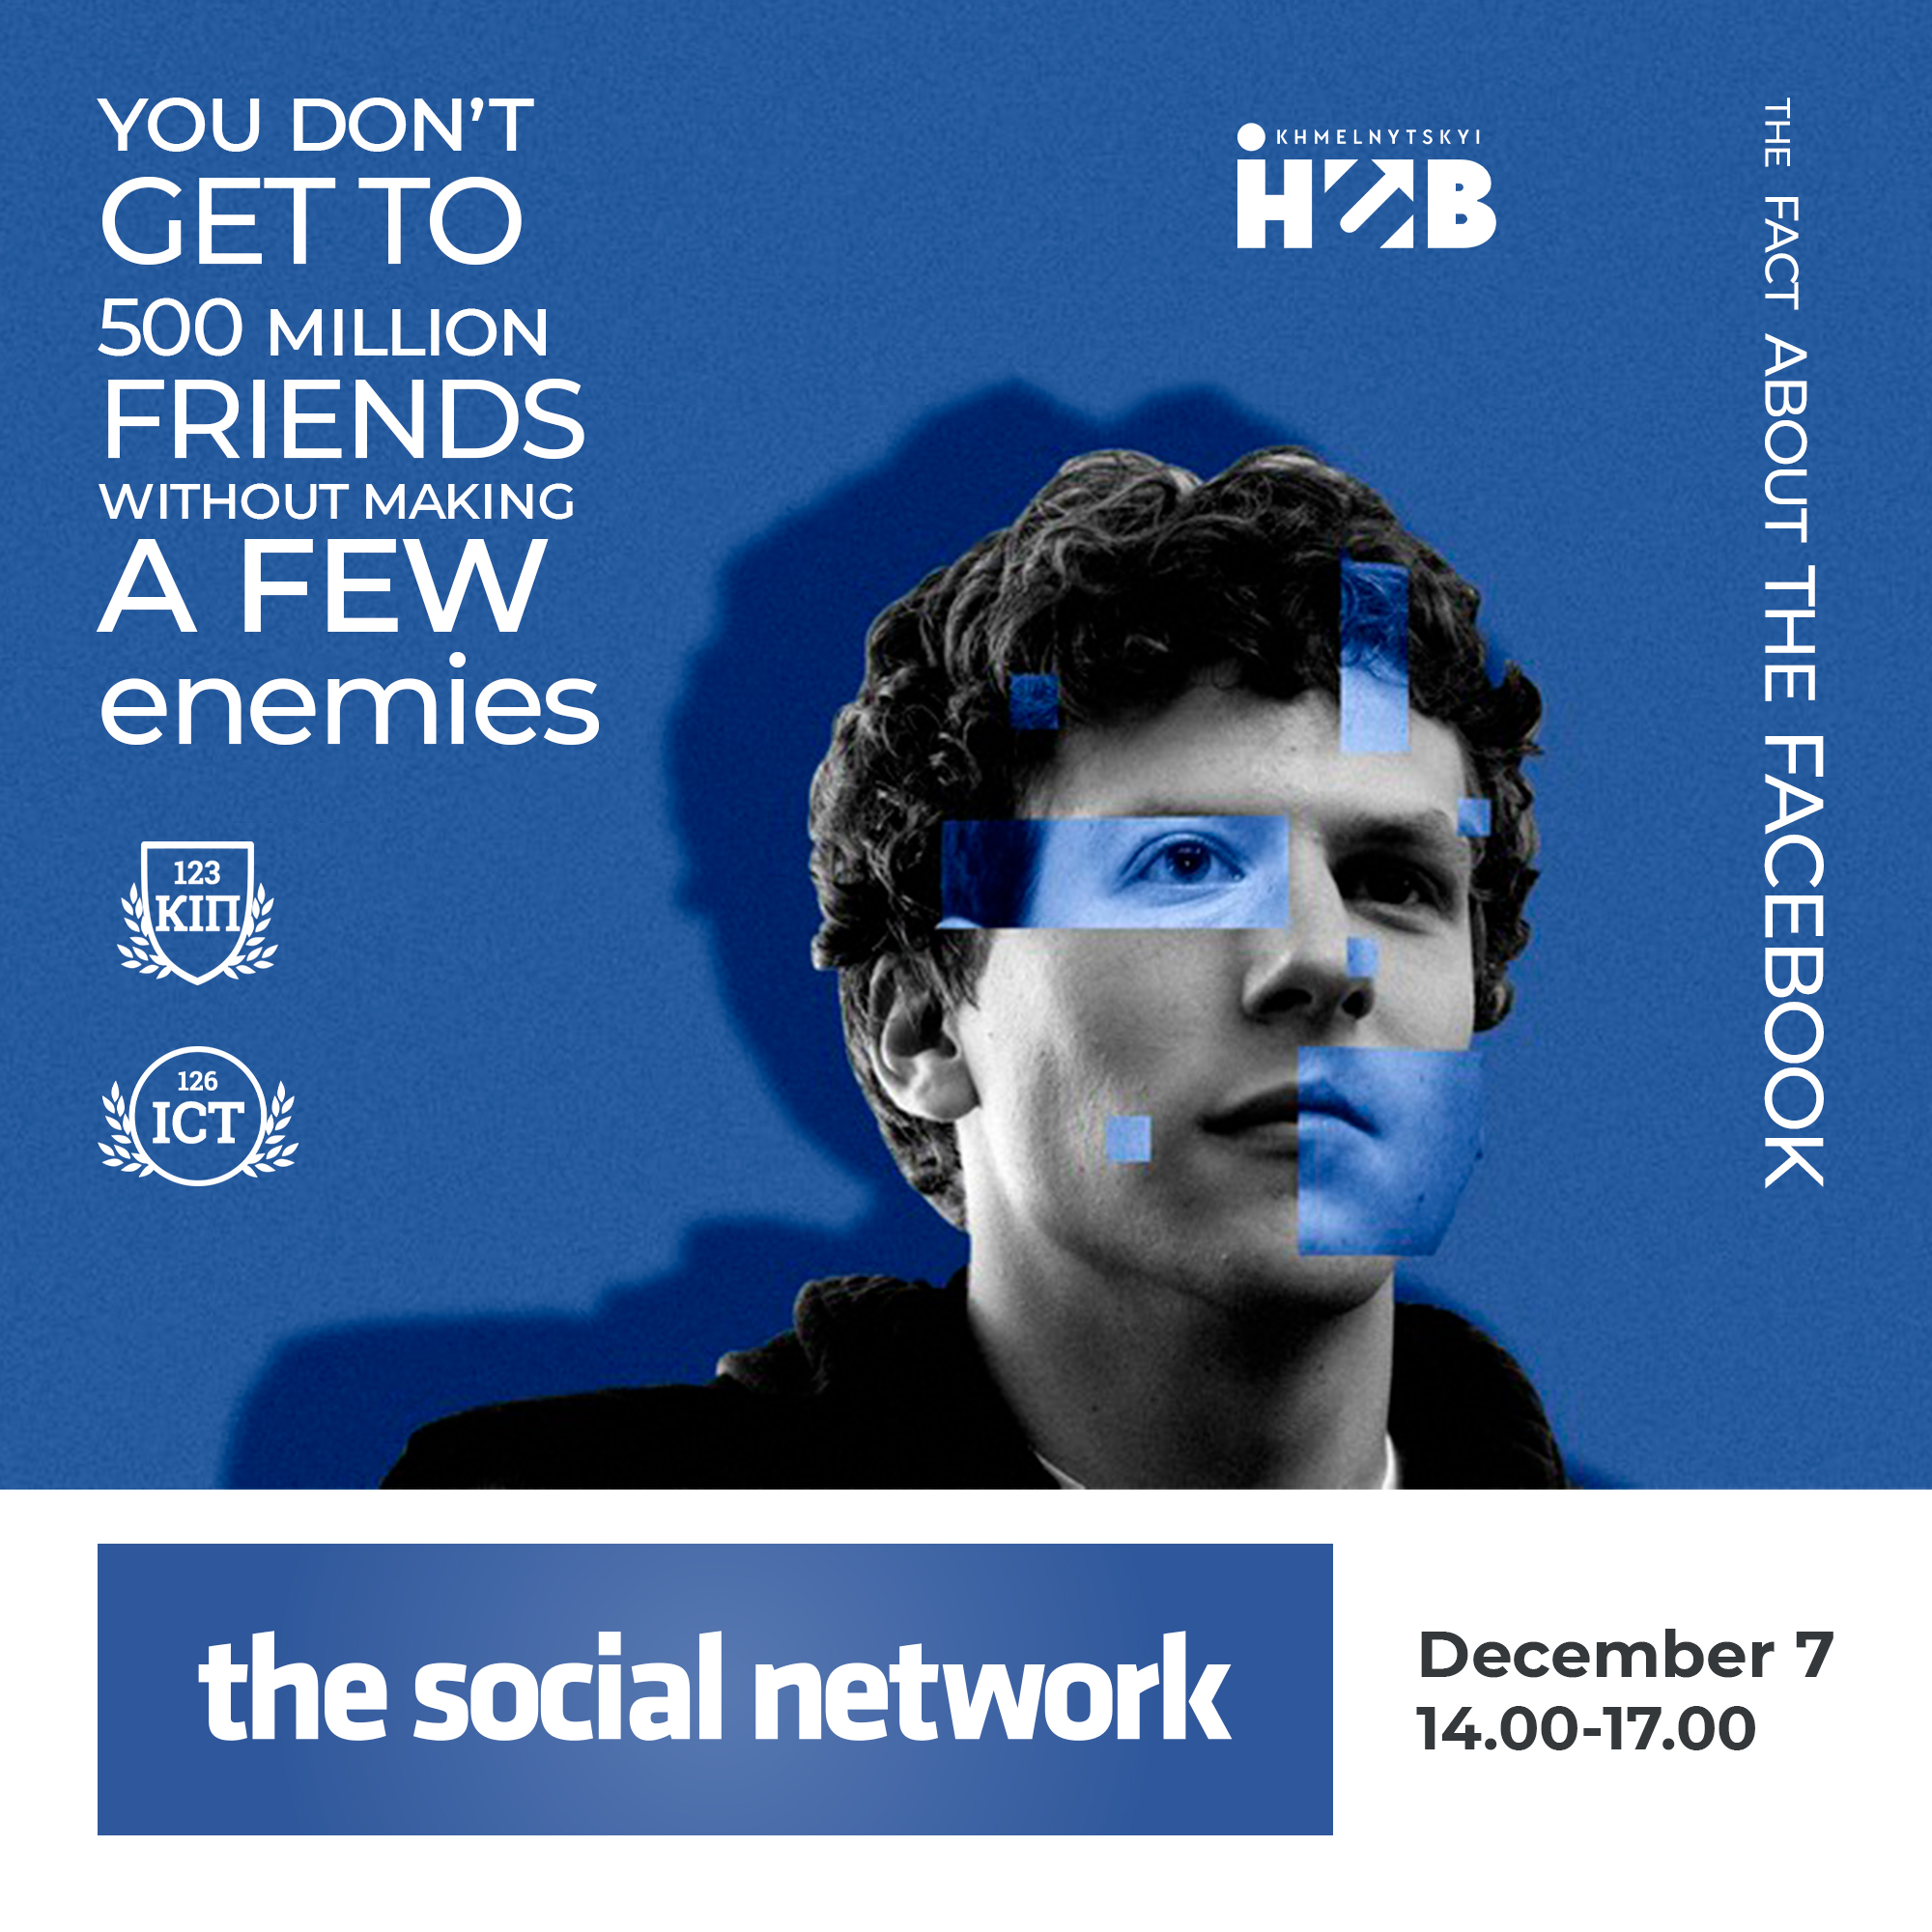 YOU DON'T
GET TO
500 MILLION
FRIENDS
WITHOUT MAKING
A FEW
enemies
KHMELNYTSKYI
HUB
THE FACT ABOUT THE FACEBOOK
123
КІП
126
ІСТ
the social network
December 7
14.00-17.00